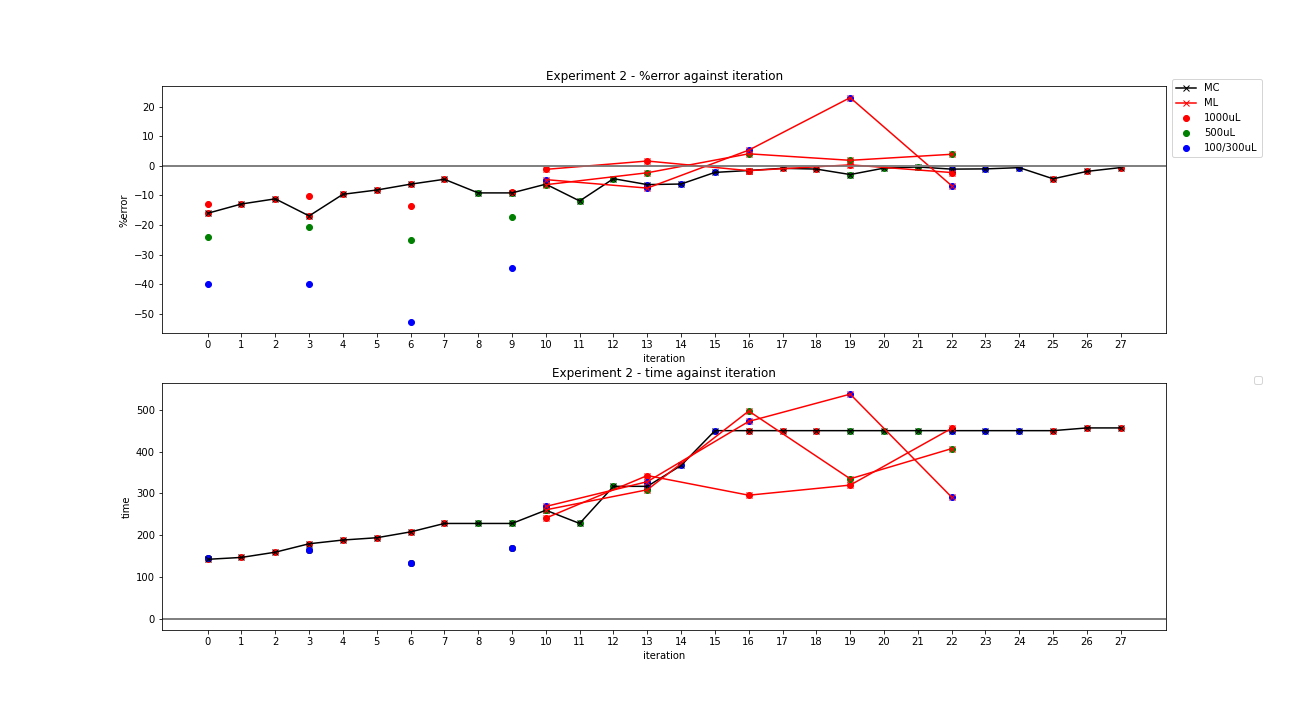 Experiment 2 - %error against iteration
20
10
0
−10
−20
−30
−40
−50
%error
0 1 2 3 4 5 6 7 8 9 10 11 12 13 14 15 16 17 18 19 20 21 22 23 24 25 26 27
iteration
MC
ML
1000uL
500uL
100/300uL
Experiment 2 - time against iteration
500
400
300
200
100
0
time
0 1 2 3 4 5 6 7 8 9 10 11 12 13 14 15 16 17 18 19 20 21 22 23 24 25 26 27
iteration